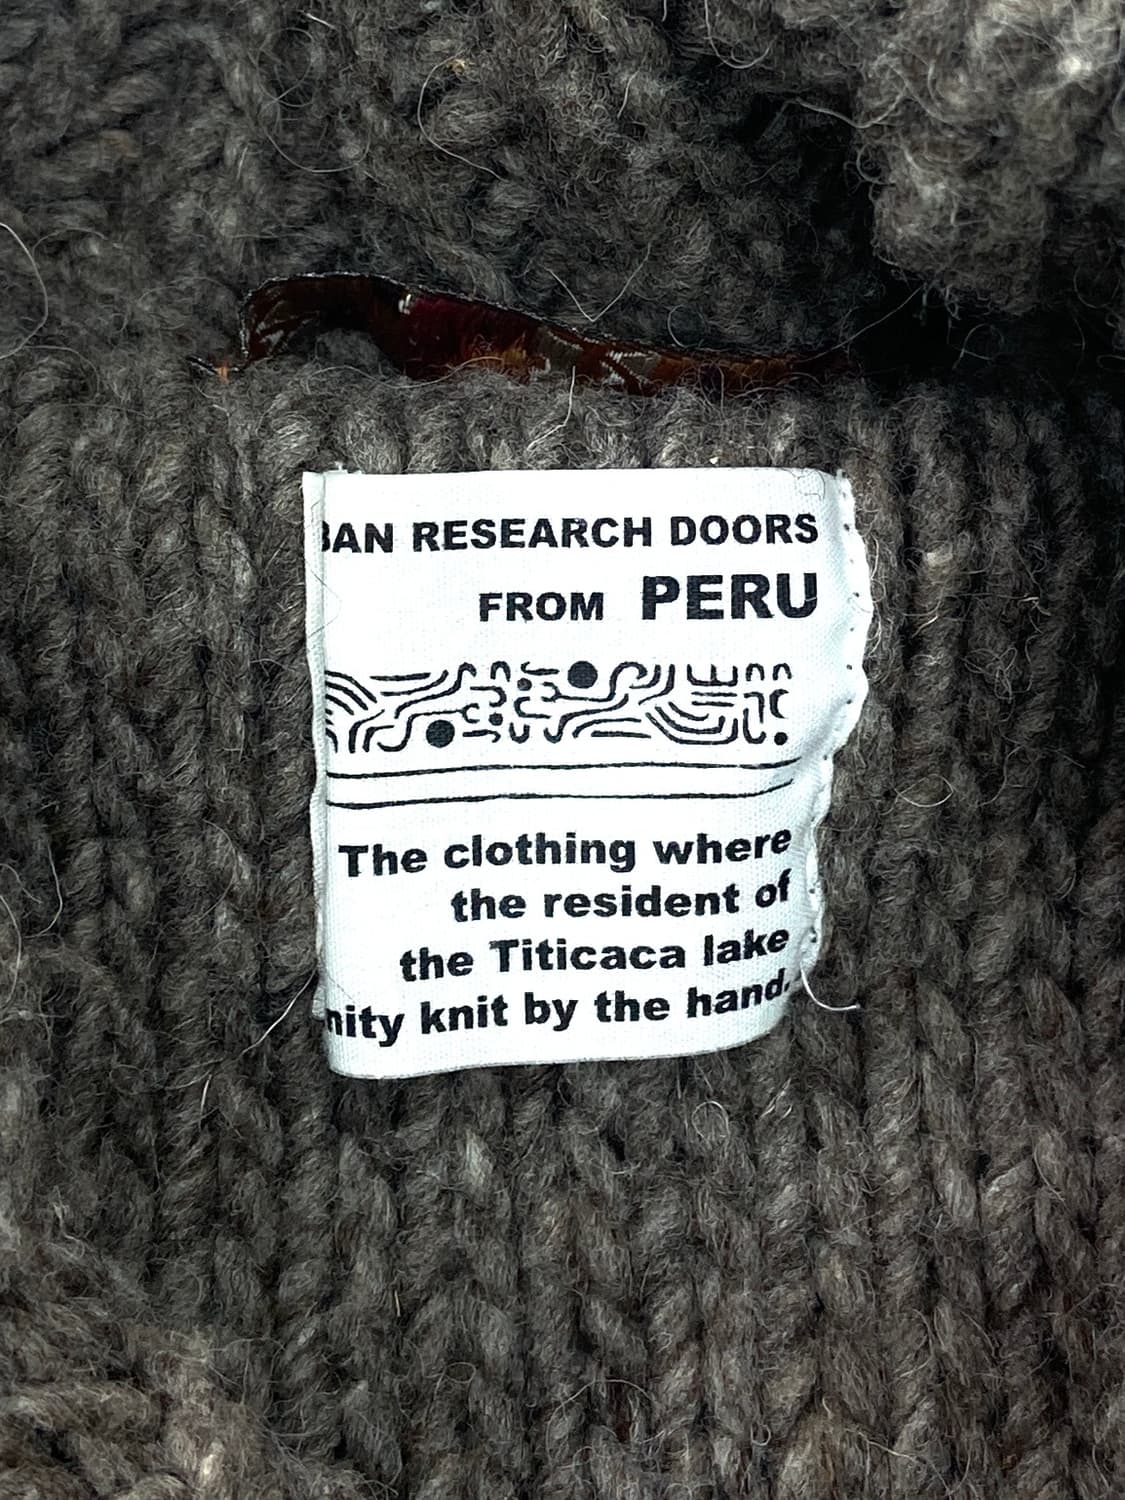 BAN RESEARCH DOORS
FROM PERU
The clothing where
the resident of
the Titicaca lake
nity knit by the hand.